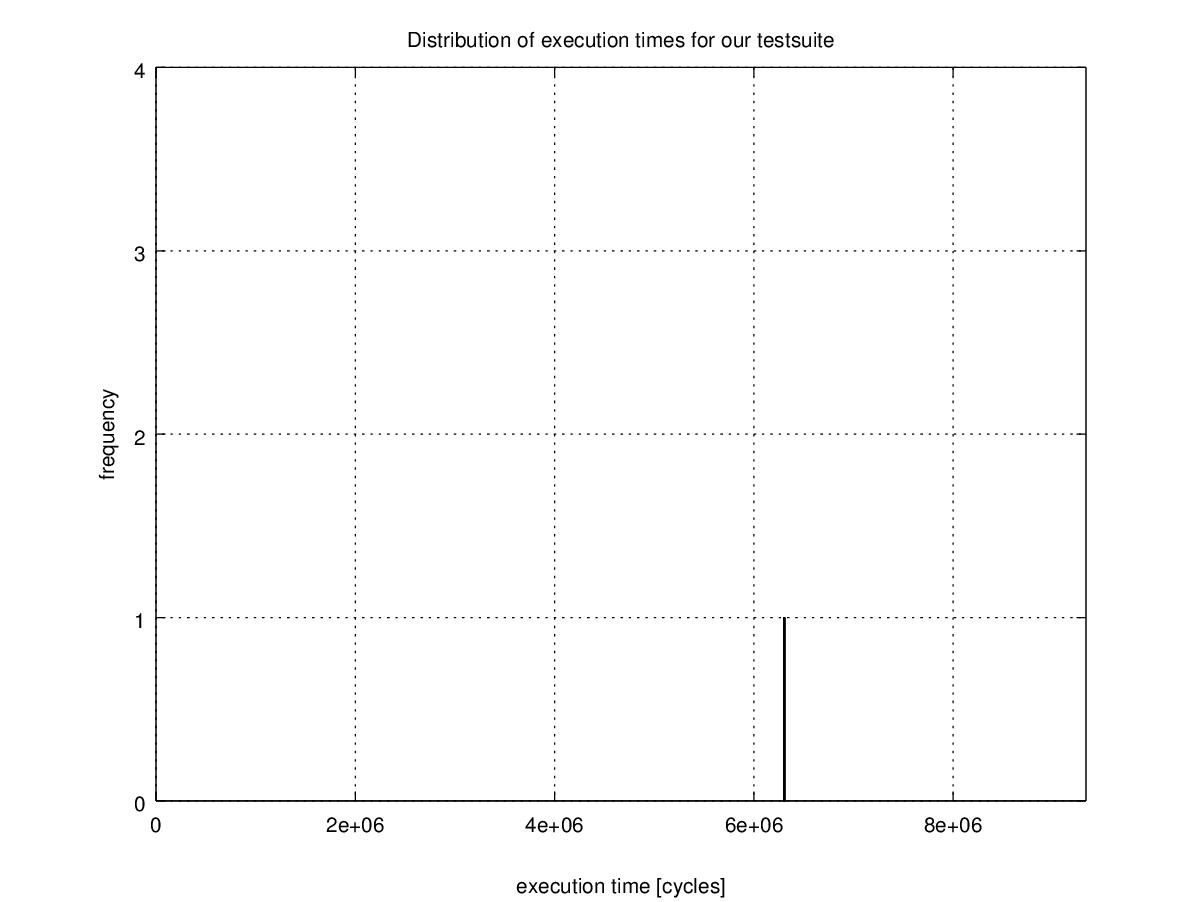 Distribution of execution times for our testsuite
4
3
2
1
0
frequency
0 2e+06 4e+06 6e+06 8e+06
execution time [cycles]